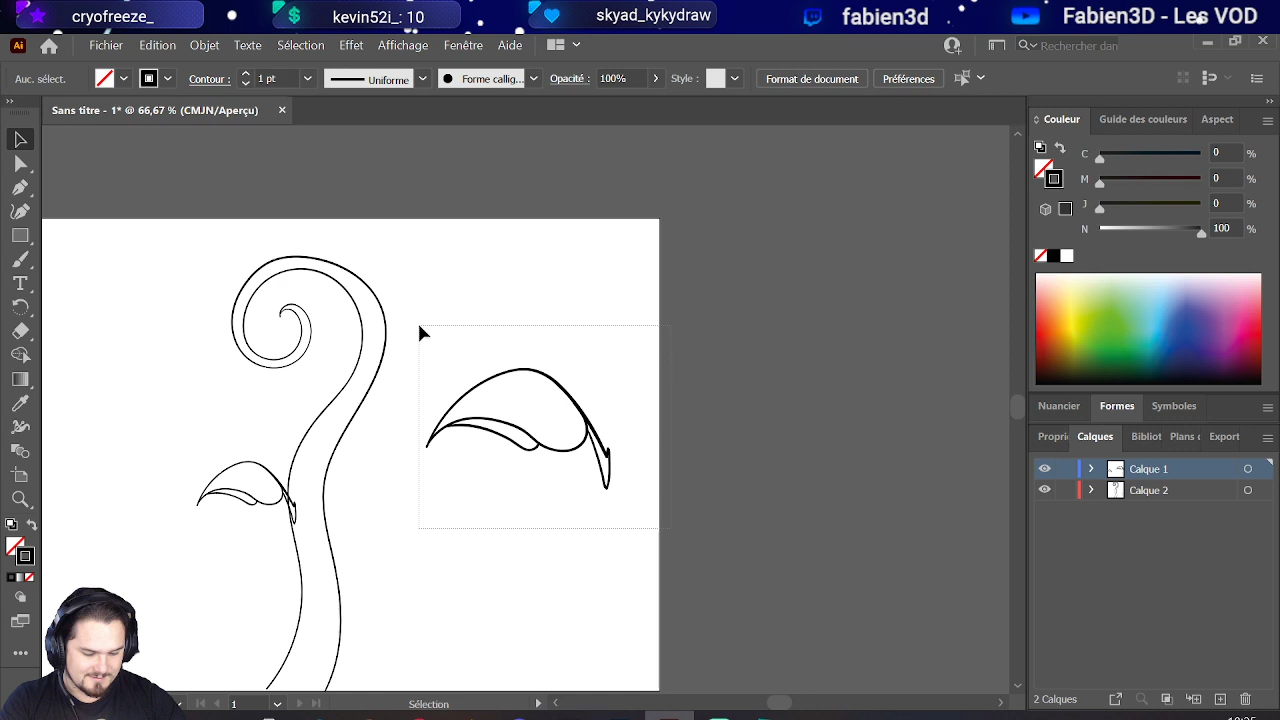 cryofreeze_
kevin52i_: 10
skyad_kykydraw
fabien3d
Fabien3D - Les VOD
Ai
Fichier Edition Objet Texte Sélection Effet Affichage Fenêtre Aide
Rechercher dan
Auc. sélect.
Contour :
1 pt
Uniforme
Forme callig...
Opacité :
100%
Style :
Format de document
Préférences
Sans titre - 1* @ 66,67 % (CMJN/Aperçu)
Couleur
Guide des couleurs
Aspect
C 0 %
M 0 %
J 0 %
N 100 %
Nuancier
Formes
Symbols
Propri
Calques
Bibliot
Plans c
Export
Calque 1
Calque 2
1
Sélection
2 Calques